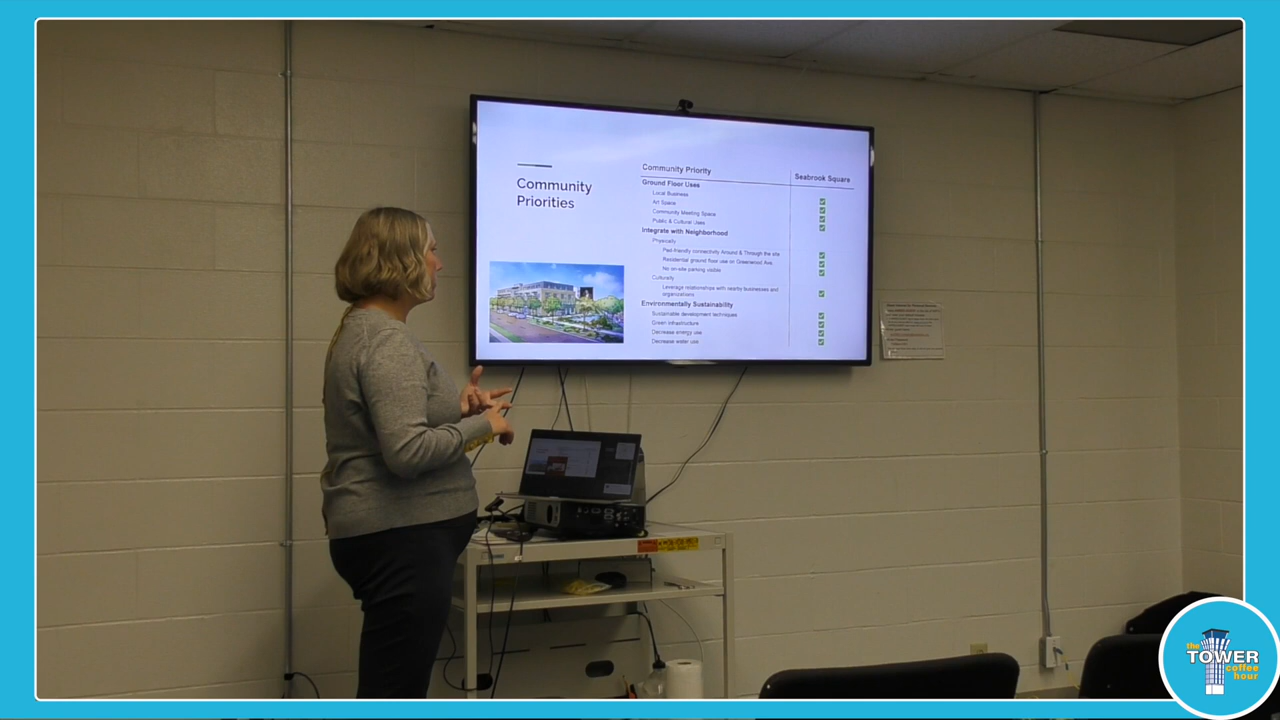 Community
Priorities
Community Priority
Seabrook Square
Ground Floor Uses
Local Business
Art Space
Community Meeting Space
Public & Cultural Uses
Integrate with Neighborhood
Physically
Ped-friendly connectivity Around & Through the site
Residential ground floor use on Greenwood Ave.
No on-site parking visible
Culturally
Leverage relationships with nearby businesses and
organizations
Environmentally Sustainability
Sustainable development techniques
Green infrastructure
Decrease energy use
Decrease water use
the
TOWER
coffee
hour